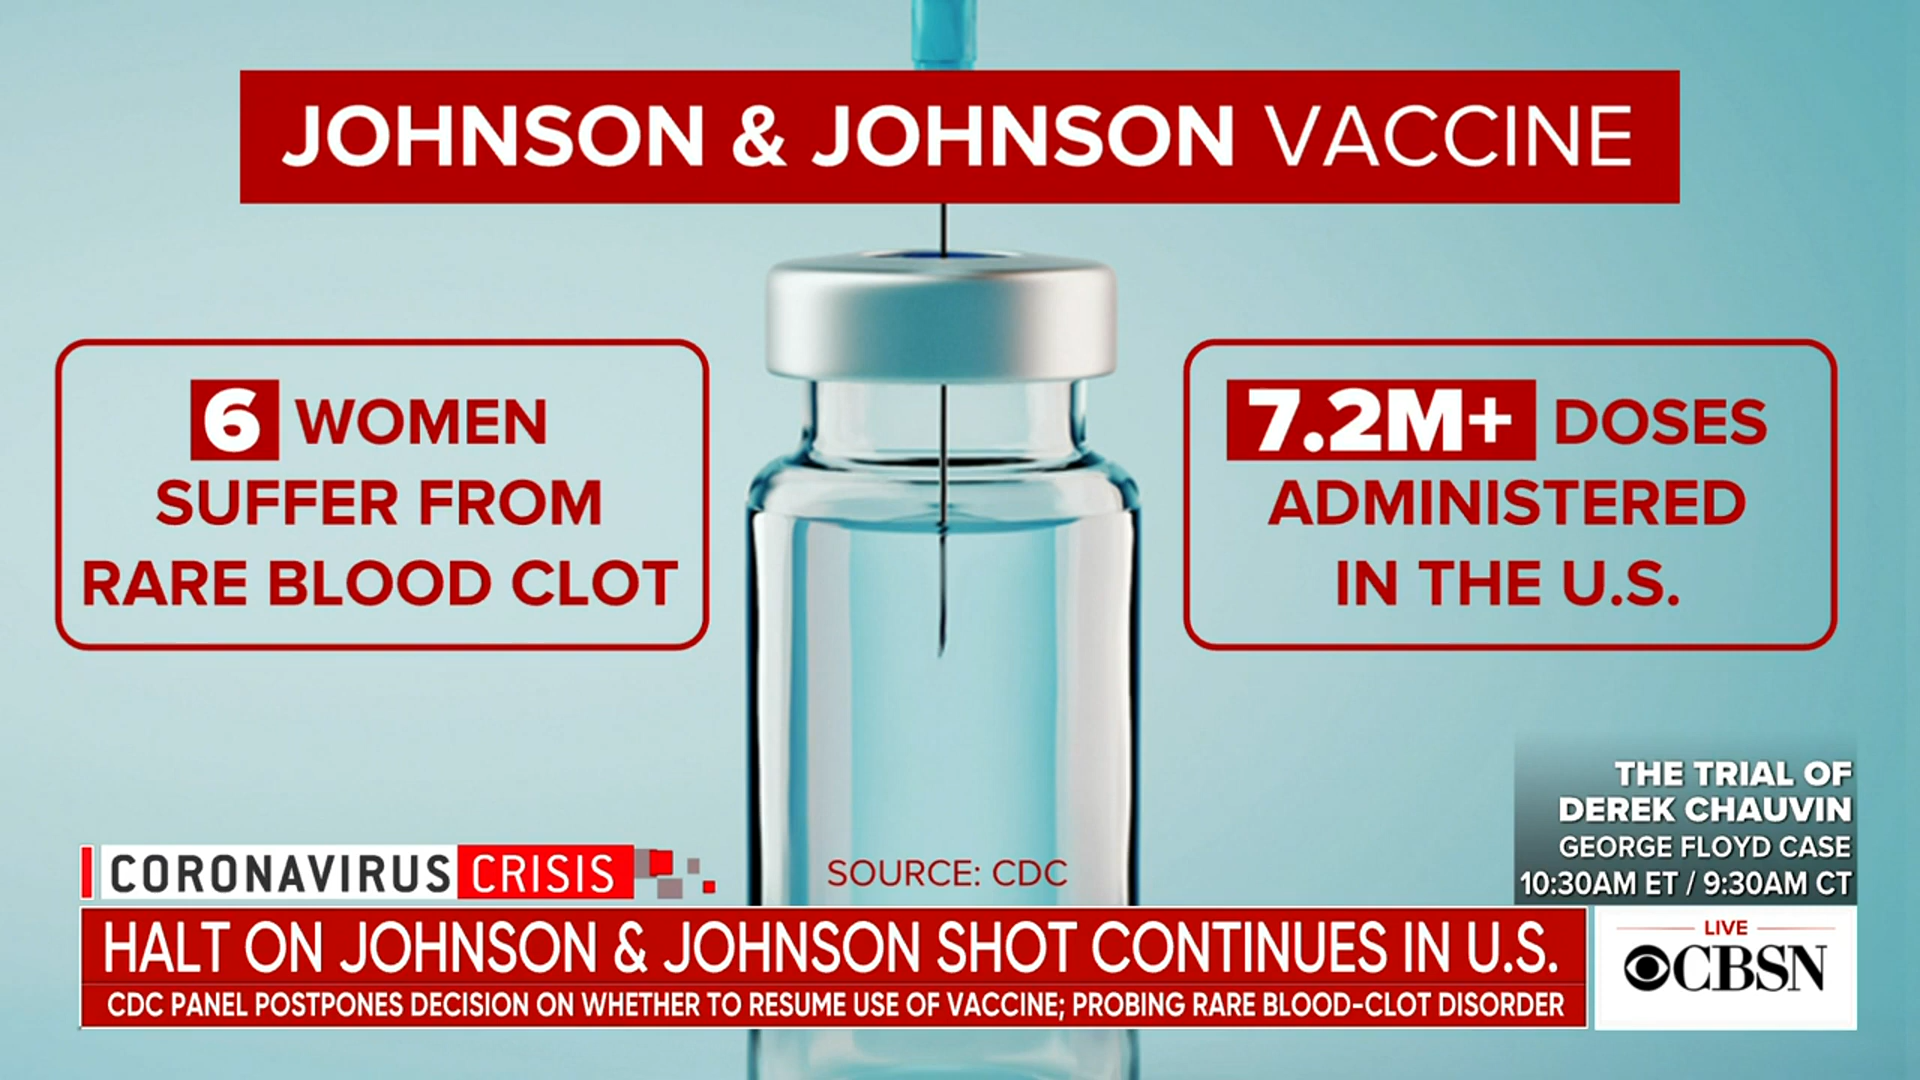 JOHNSON & JOHNSON VACCINE
6 WOMEN
SUFFER FROM
RARE BLOOD CLOT
7.2M+ DOSES
ADMINISTERED
IN THE U.S.
SOURCE: CDC
THE TRIAL OF
DEREK CHAUVIN
GEORGE FLOYD CASE
10:30AM ET / 9:30AM CT
CORONAVIRUS CRISIS
HALT ON JOHNSON & JOHNSON SHOT CONTINUES IN U.S.
CDC PANEL POSTPONES DECISION ON WHETHER TO RESUME USE OF VACCINE; PROBING RARE BLOOD-CLOT DISORDER
LIVE
CBSN